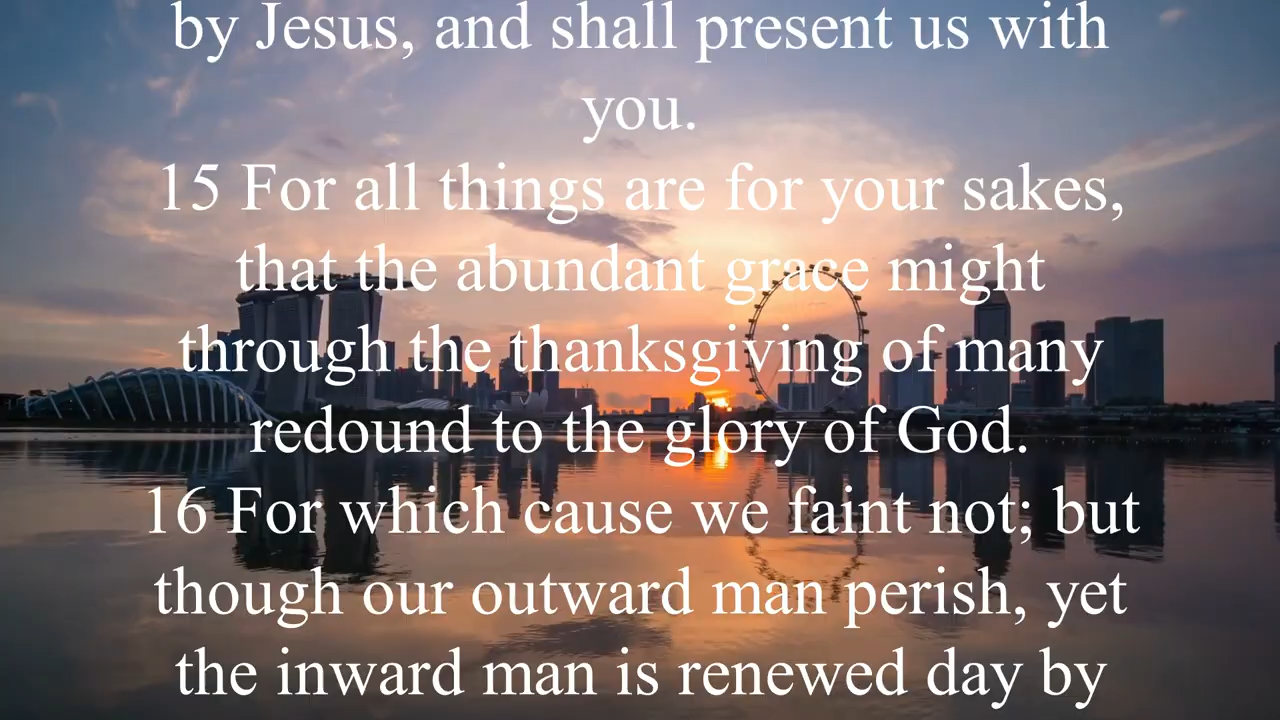 by Jesus, and shall present us with
you.
15 For all things are for your sakes,
that the abundant grace might
through the thanksgiving of many
redound to the glory of God.
16 For which cause we faint not; but
though our outward man perish, yet
the inward man is renewed day by